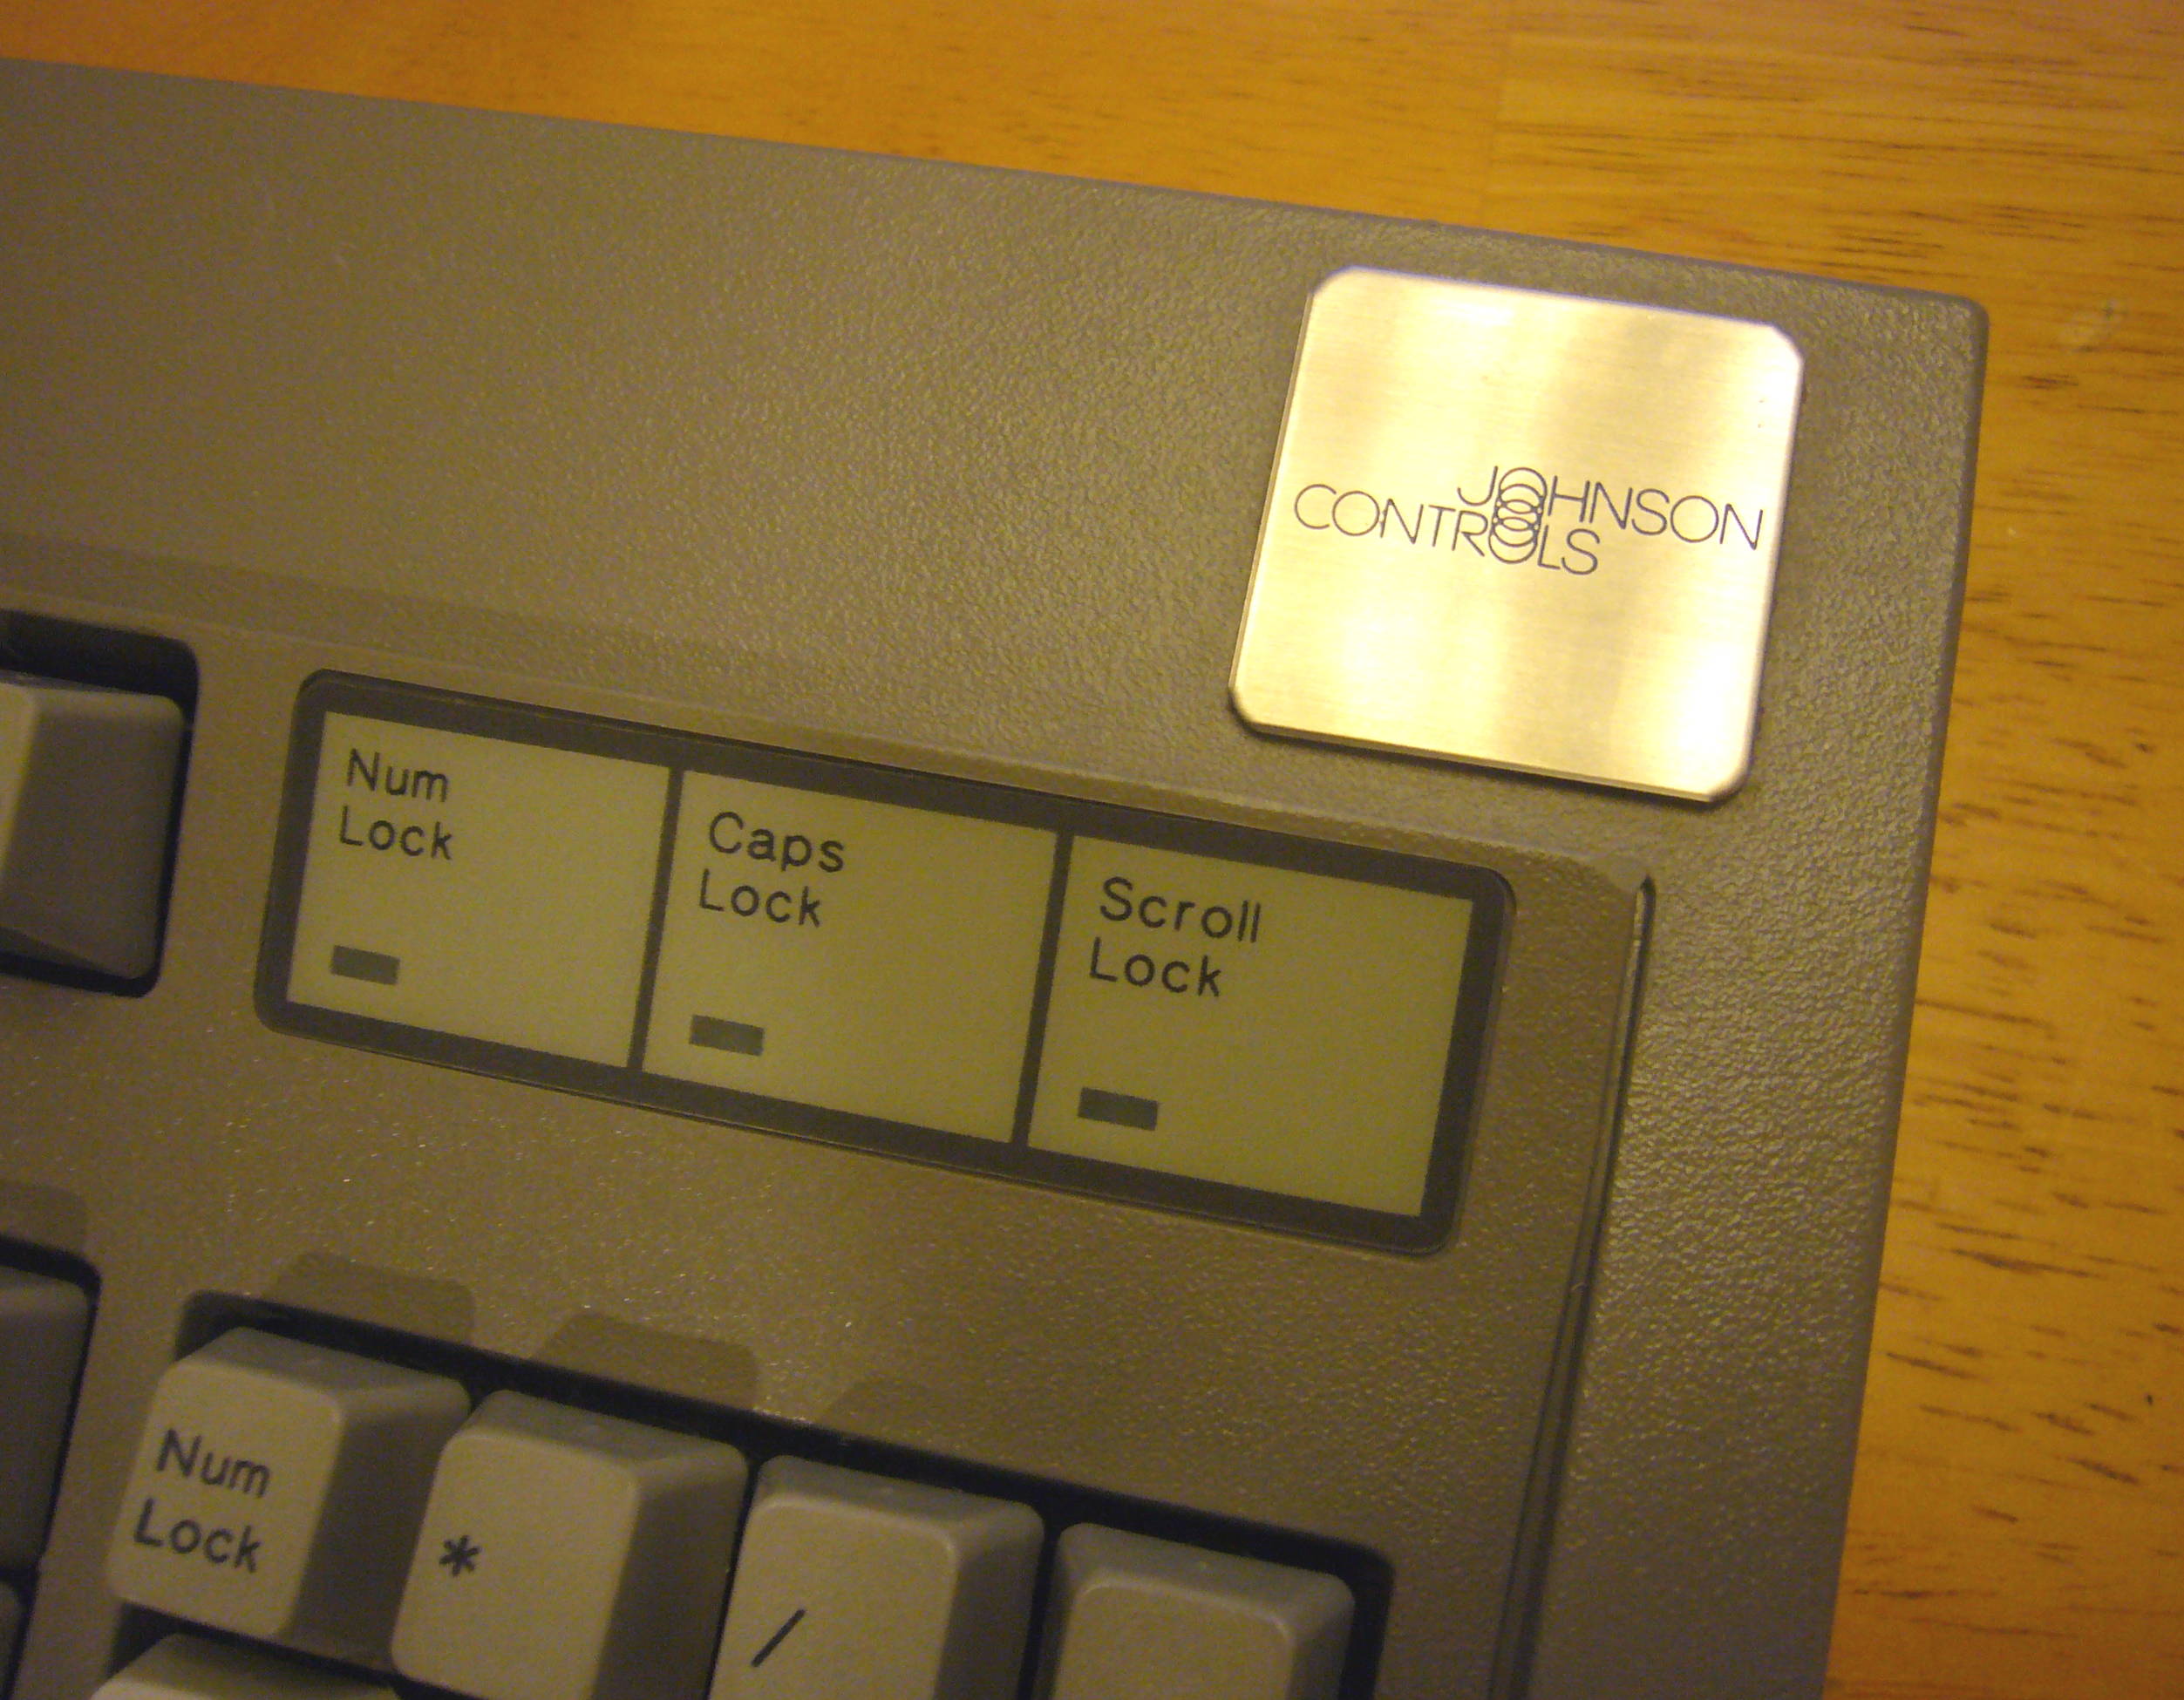 JOHNSON
CONTROLS
Num
Lock
Caps
Lock
Scroll
Lock
Num
Lock
*
/